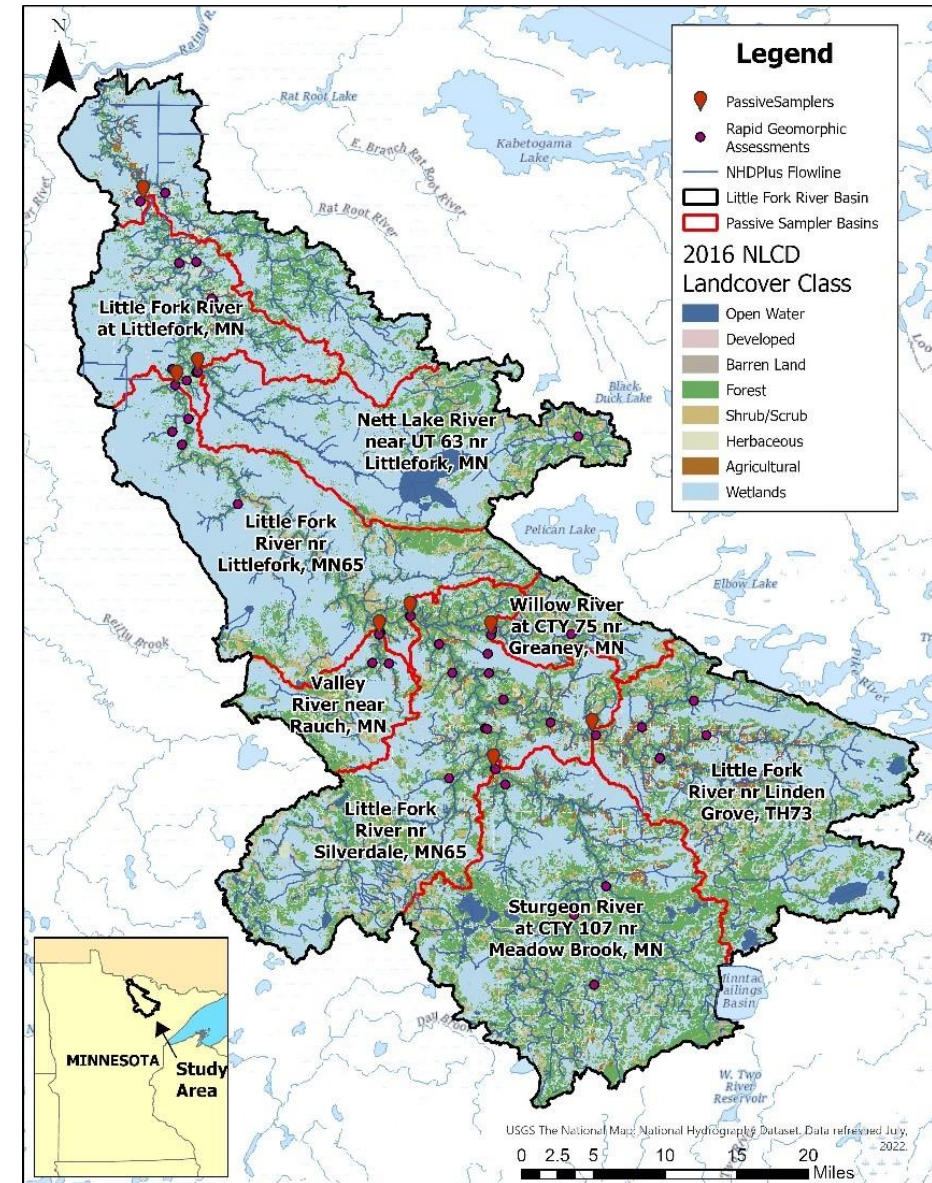 N
Rainy R.
Rat Root Lake
Kabetogama
Lake
E. Branch Rat Root River
Rat Root River
Legend
PassiveSamplers
Rapid Geomorphic
Assessments
NHDPlus Flowline
Little Fork River Basin
Passive Sampler Basins
2016 NLCD
Landcover Class
Open Water
Developed
Barren Land
Forest
Shrub/Scrub
Herbaceous
Agricultural
Wetlands
Little Fork River
at Littlefork, MN
Black
Duck Lake
Nett Lake River
near UT 63 nr
Littlefork, MN
Pelican Lake
Elbow Lake
Little Fork
River nr
Littlefork, MN65
Reilly Brook
Willow River
at CTY 75 nr
Greaney, MN
Valley
River near
Rauch, MN
Little Fork
River nr
Silverdale, MN65
Little Fork
River nr Linden
Grove, TH73
Sturgeon River
at CTY 107 nr
Meadow Brook, MN
Tailings
Basin
W. Two
River
Reservoir
MINNESOTA
Study
Area
USGS The National Map: National Hydrography Dataset. Data refreshed July,
2022.
0 2.5 5 10 15 20
Miles